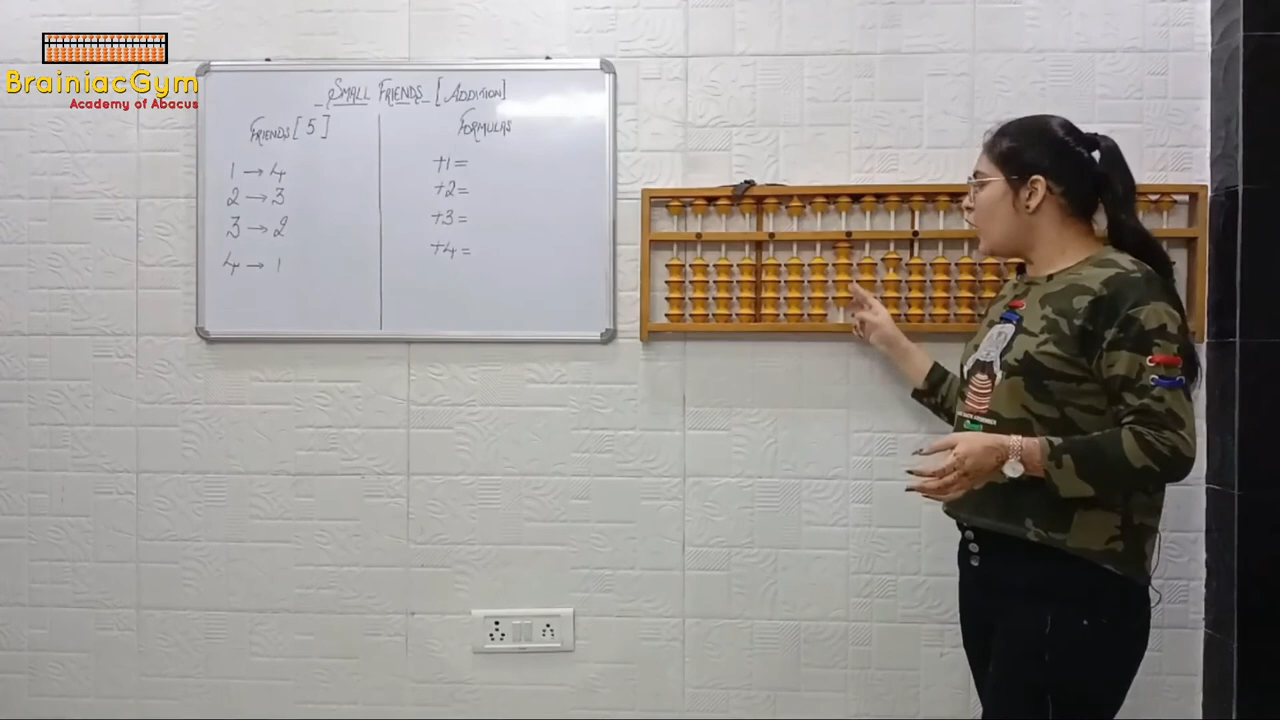 BrainiacGym
Academy of Abacus
SMALL FRIENDS [ADDITION]
FRIENDS [5]
1 → 4
2 → 3
3 → 2
4 → 1
FORMULAS
+1=
+2=
+3=
+4=